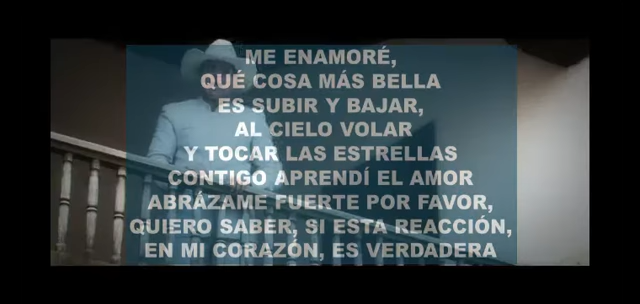 ME ENAMORÉ,
QUÉ COSA MÁS BELLA
ES SUBIR Y BAJAR,
AL CIELO VOLAR
Y TOCAR LAS ESTRELLAS
CONTIGO APRENDÍ EL AMOR
ABRÁZAME FUERTE POR FAVOR,
QUIERO SABER, SI ESTA REACCIÓN,
EN MI CORAZÓN, ES VERDADERA